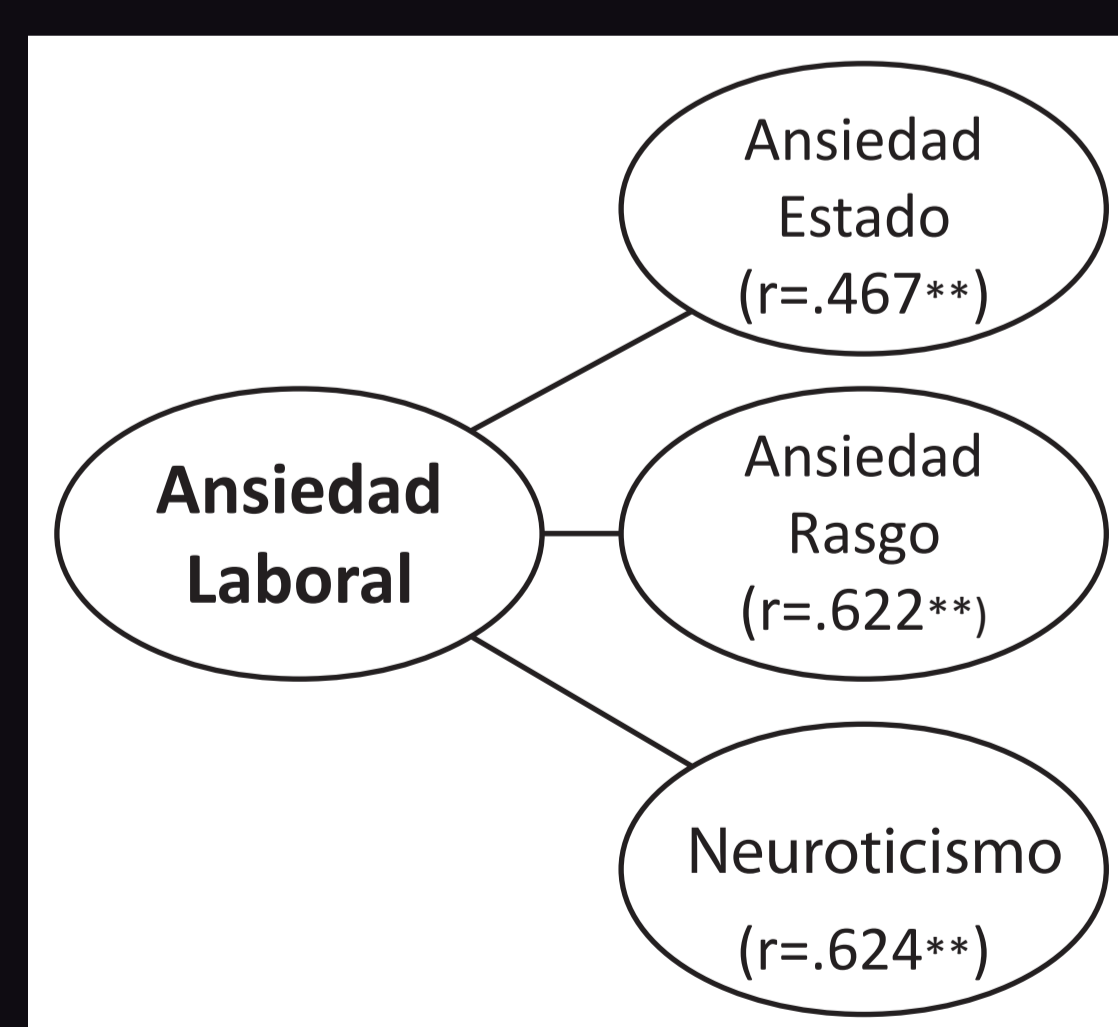 Ansiedad
Laboral
Ansiedad
Estado
(r=.467**)
Ansiedad
Rasgo
(r=.622**)
Neuroticismo
(r=.624**)